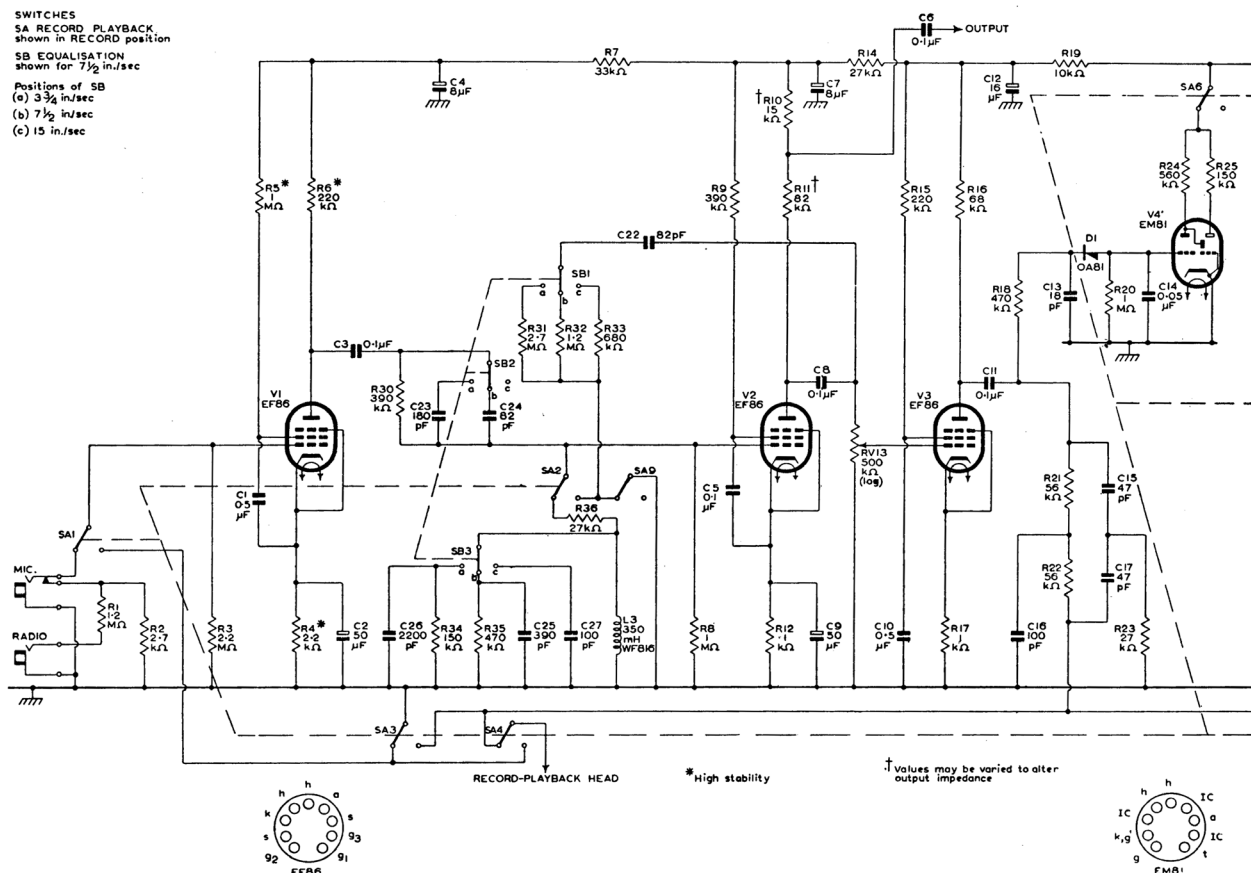 SWITCHES
SA RECORD PLAYBACK
shown in RECORD position
SB EQUALISATION
shown for 7½ in./sec
Positions of SB
(a) 3¾ in/sec
(b) 7½ in/sec
(c) 15 in./sec
C6
0·1μF
OUTPUT
R7
33kΩ
R14
27kΩ
R19
10kΩ
C4
8μF
C7
8μF
C12
16
μF
SA6
†R10
15
kΩ
R5*
1
MΩ
R6*
220
kΩ
R9
390
kΩ
R11†
82
kΩ
R15
220
kΩ
R16
68
kΩ
R24
560
kΩ
R25
150
kΩ
V4'
EM81
C22
82pF
SB1
a
b
c
D1
OA81
R18
470
kΩ
C13
18
pF
R20
1
MΩ
C14
0·05
μF
R31
2·7
MΩ
R32
1·2
MΩ
R33
680
kΩ
C3
0·1μF
SB2
a
b
c
R30
390
kΩ
C23
180
pF
C24
82
pF
V1
EF86
V2
EF86
C8
0·1μF
V3
EF86
C11
0·1μF
RV13
500
kΩ
(log)
C1
0·5
μF
SA2
SA9
R36
27kΩ
C5
0·1
μF
R21
56
kΩ
C15
47
pF
SA1
MIC.
SB3
a
b
c
R22
56
kΩ
C17
47
pF
R1
1·2
MΩ
RADIO
R2
2·7
kΩ
R3
2·2
MΩ
R4*
2·2
kΩ
C2
50
μF
C26
2200
pF
R34
150
kΩ
R35
470
kΩ
C25
390
pF
C27
100
pF
L3
350
mH
WF816
R8
1
MΩ
R12
·1
kΩ
C9
50
μF
C10
0·5
μF
R17
1
kΩ
C16
100
pF
R23
27
kΩ
SA3
SA4
RECORD-PLAYBACK HEAD
*High stability
†Values may be varied to alter
output impedance
h
h
a
k
s
s
g3
g2
g1
EF86
h
h
IC
IC
a
k,g'
IC
g
t
EM81